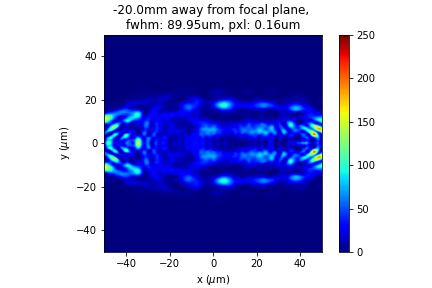 -20.0mm away from focal plane,
fwhm: 89.95um, pxl: 0.16um
40
20
0
−20
−40
y (μm)
−40 −20 0 20 40
x (μm)
250
200
150
100
50
0